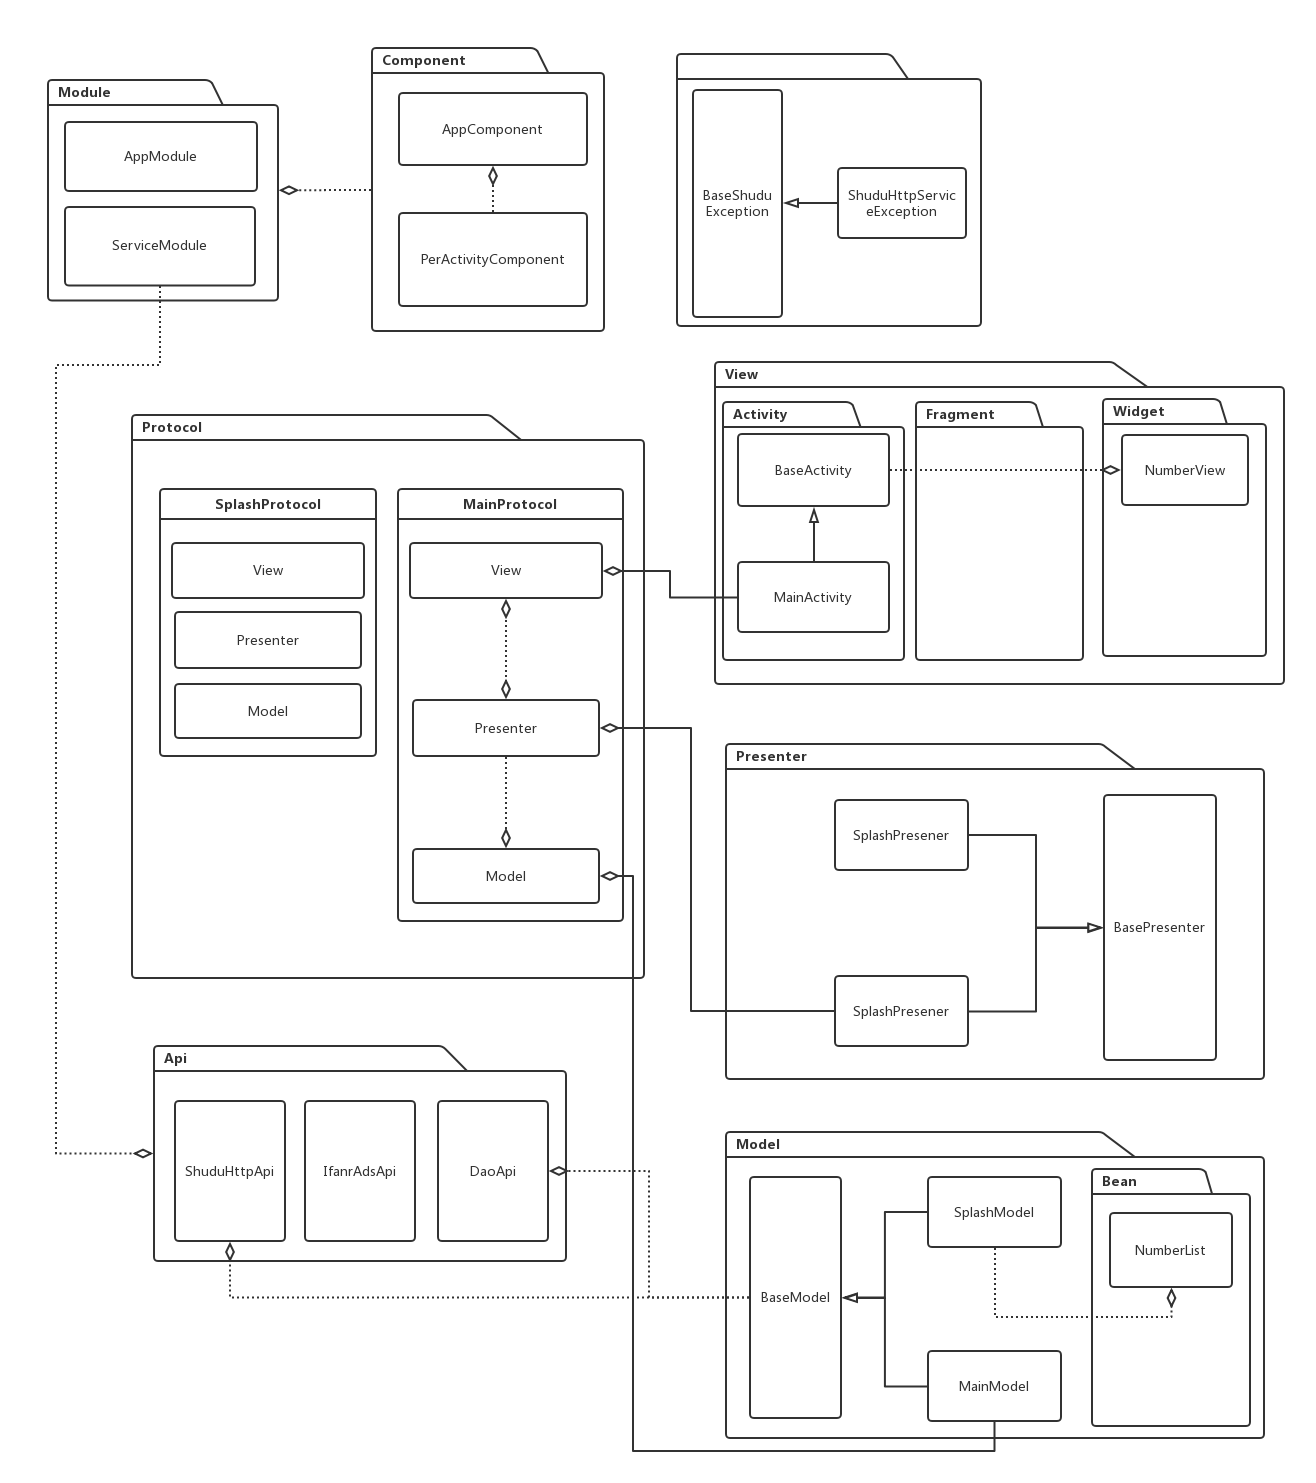 Component
Module
AppComponent
AppModule
BaseShudu
Exception
ShuduHttpServic
eException
ServiceModule
PerActivityComponent
View
Activity
Fragment
Widget
Protocol
BaseActivity
NumberView
SplashProtocol
MainProtocol
View
View
MainActivity
Presenter
Model
Presenter
Presenter
SplashPresener
Model
BasePresenter
SplashPresener
Api
ShuduHttpApi
IfanrAdsApi
DaoApi
Model
Bean
SplashModel
NumberList
BaseModel
MainModel